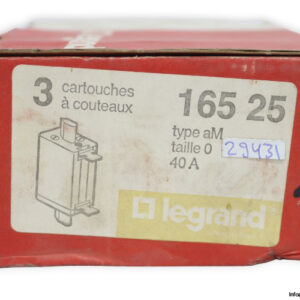 3 cartouches
à couteaux
165 25
type aM
taille 0
40 A
29431
legrand